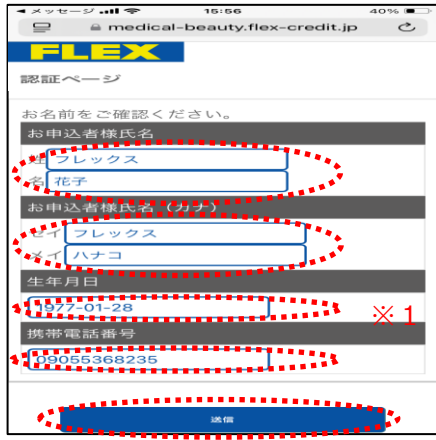 ◀ メッセージ
15:56
40%
medical-beauty.flex-credit.jp
FLEX
認証ページ
お名前をご確認ください。
お申込者様氏名
姓 フレックス
名 花子
お申込者様氏名 (カナ)
セイ フレックス
メイ ハナコ
生年月日
1977-01-28
※1
携帯電話番号
09055368235
送信